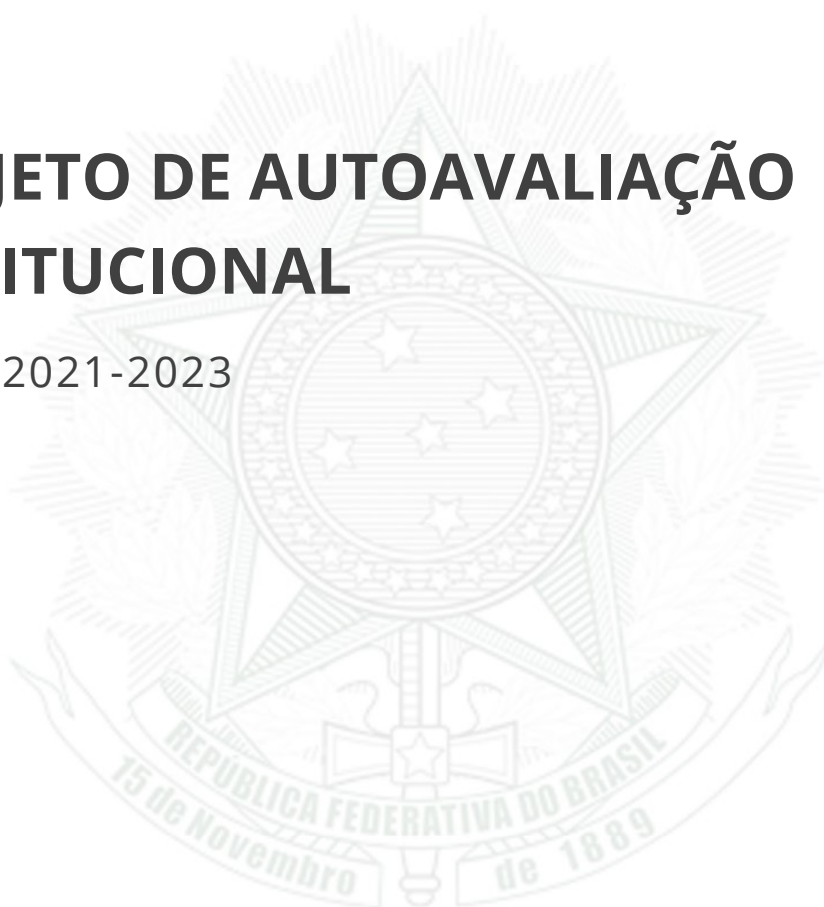 JETO DE AUTOAVALIAÇÃO
ITUCIONAL
2021-2023
REPÚBLICA FEDERATIVA DO BRASIL
15 de Novembro de 1889